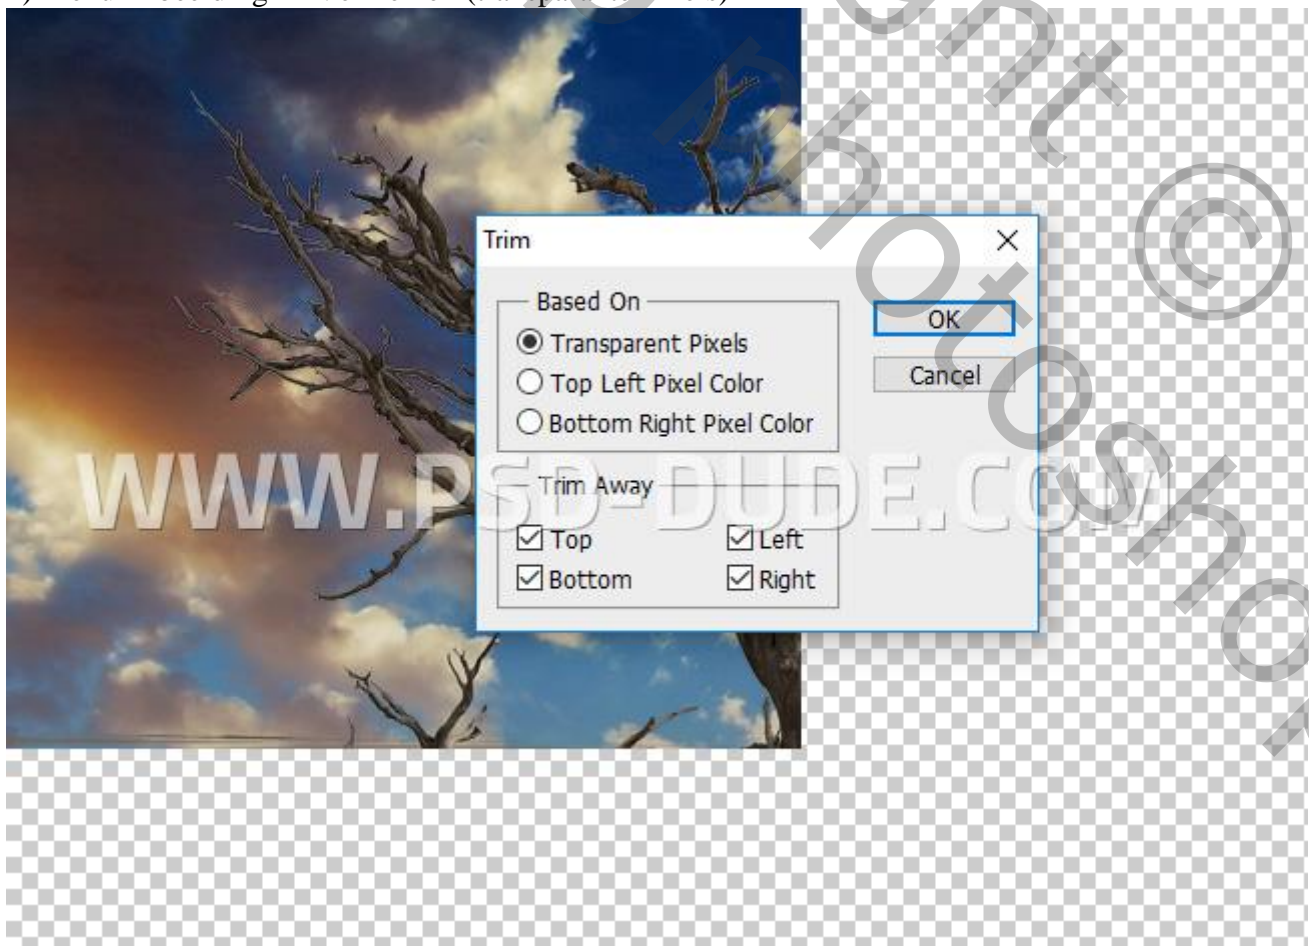 Trim
Based On
OK
Transparent Pixels
Top Left Pixel Color
Cancel
Bottom Right Pixel Color
WWW.PSD-DUDE.COM
Trim Away
Top Left
Bottom Right
©